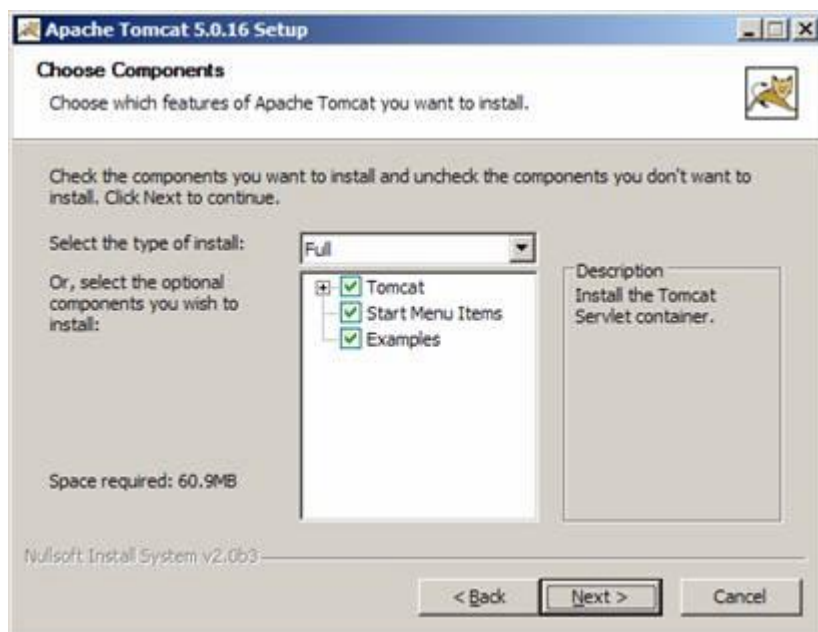 Apache Tomcat 5.0.16 Setup
Choose Components
Choose which features of Apache Tomcat you want to install.
Check the components you want to install and uncheck the components you don't want to
install. Click Next to continue.
Select the type of install:
Full
Or, select the optional
components you wish to
install:
Tomcat
Start Menu Items
Examples
Description
Install the Tomcat
Servlet container.
Space required: 60.9MB
Nullsoft Install System v2.0b3
< Back
Next >
Cancel